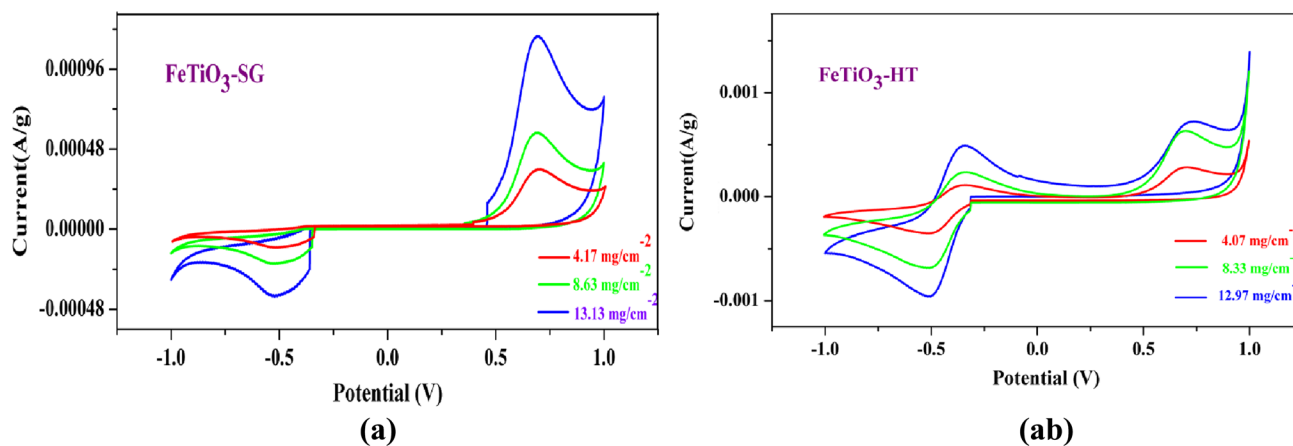 FeTiO3-SG
Current(A/g)
0.00096
0.00048
0.00000
-0.00048
4.17 mg/cm-2
8.63 mg/cm-2
13.13 mg/cm-2
-1.0 -0.5 0.0 0.5 1.0
Potential (V)
(a)
FeTiO3-HT
Current(A/g)
0.001
0.000
-0.001
4.07 mg/cm-
8.33 mg/cm-
12.97 mg/cm-
-1.0 -0.5 0.0 0.5 1.0
Potential (V)
(ab)